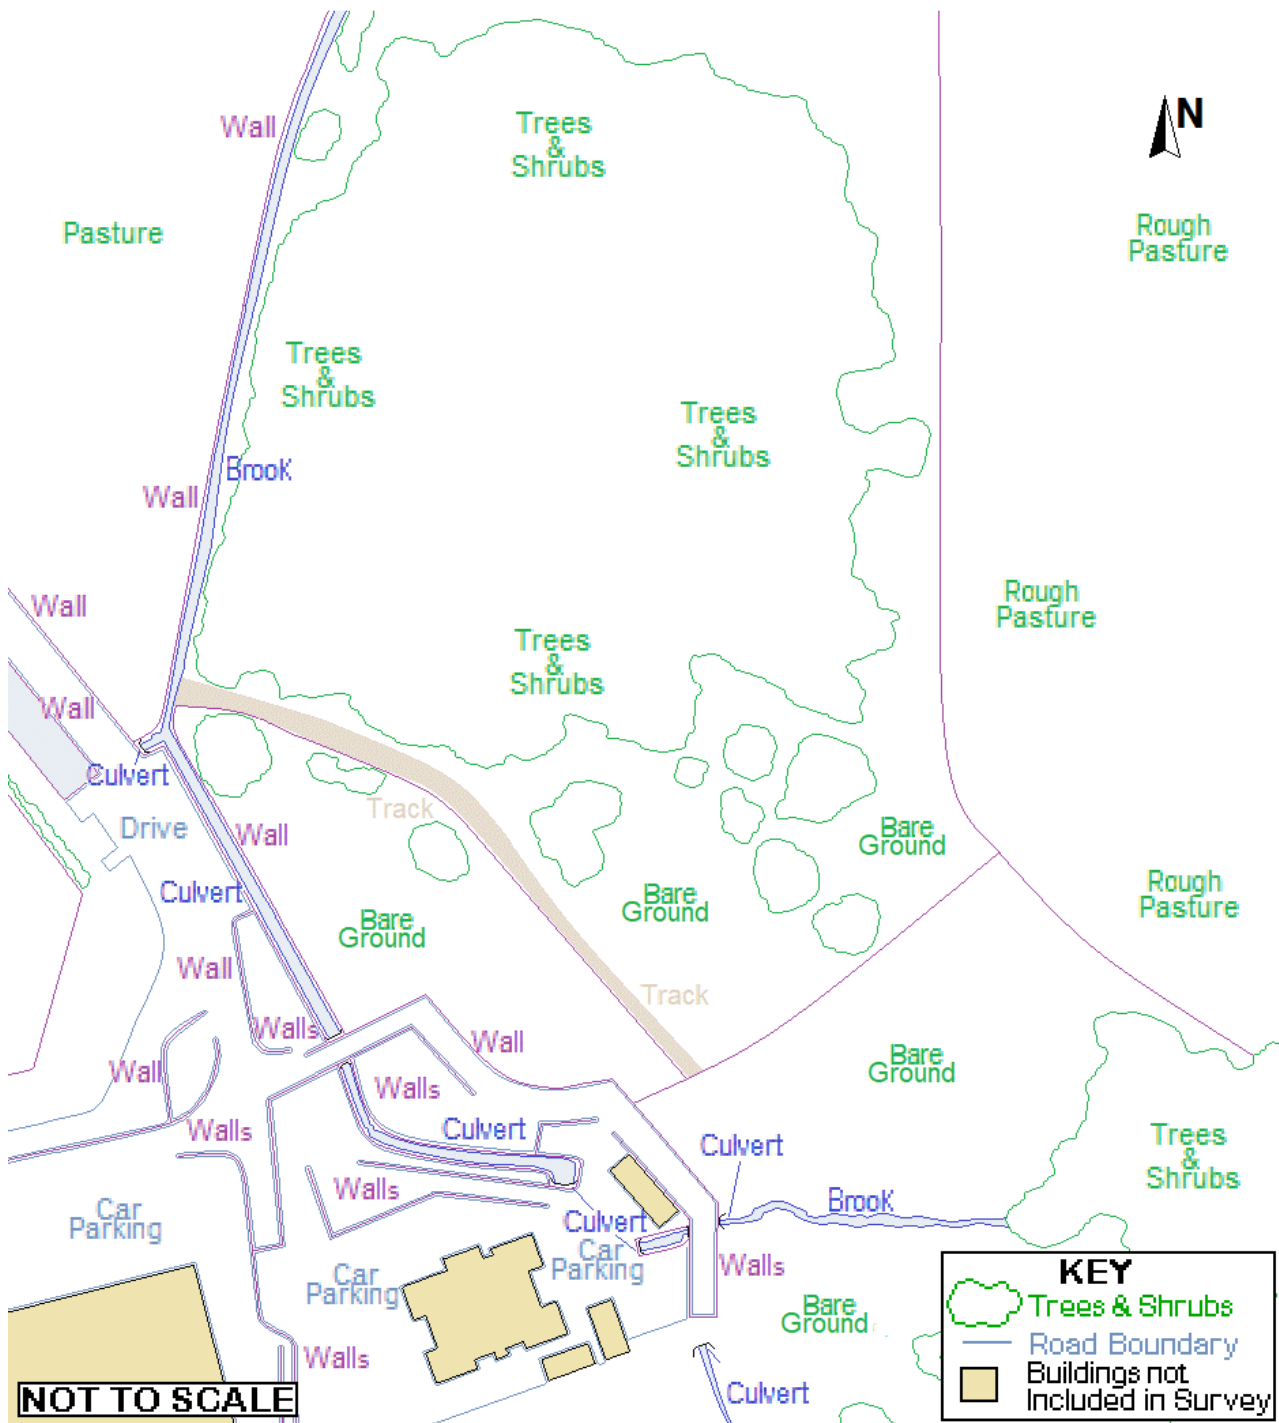 N
Wall
Trees
&
Shrubs
Pasture
Rough
Pasture
Trees
&
Shrubs
Trees
&
Shrubs
Brook
Wall
Wall
Rough
Pasture
Trees
&
Shrubs
Wall
Culvert
Track
Drive
Wall
Bare
Ground
Culvert
Bare
Ground
Rough
Pasture
Bare
Ground
Wall
Track
Walls
Wall
Bare
Ground
Wall
Walls
Walls
Culvert
Culvert
Trees
&
Shrubs
Walls
Brook
Car
Parking
Culvert
Car
Parking
Walls
Car
Parking
Bare
Ground
Walls
Culvert
KEY
Trees & Shrubs
Road Boundary
Buildings not
Included in Survey
NOT TO SCALE